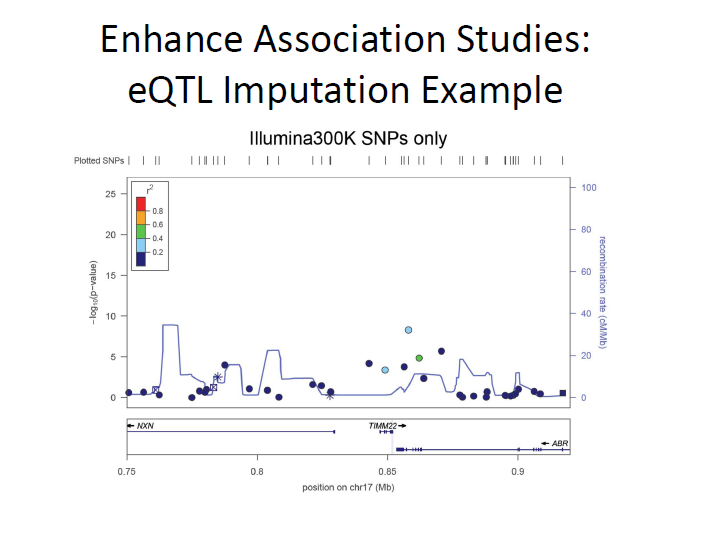 Enhance Association Studies:
eQTL Imputation Example
Illumina300K SNPs only
Plotted SNPs
r2
0.8
0.6
0.4
0.2
25
20
15
10
5
0
−log10(p−value)
100
80
60
40
20
0
recombination rate (cM/Mb)
NXN
TIMM22
ABR
0.75
0.8
0.85
0.9
position on chr17 (Mb)